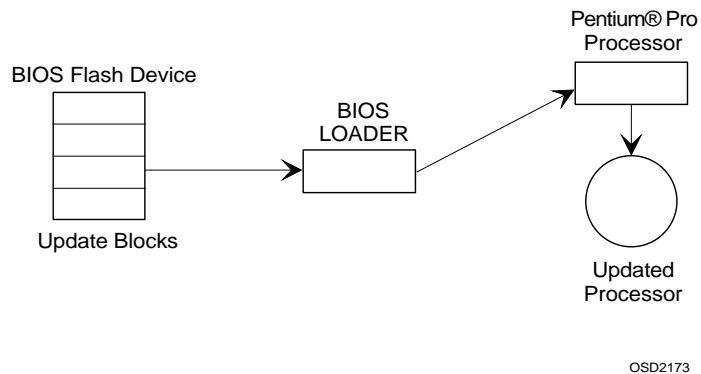 Pentium® Pro
Processor
BIOS Flash Device
BIOS
LOADER
Update Blocks
Updated
Processor
OSD2173